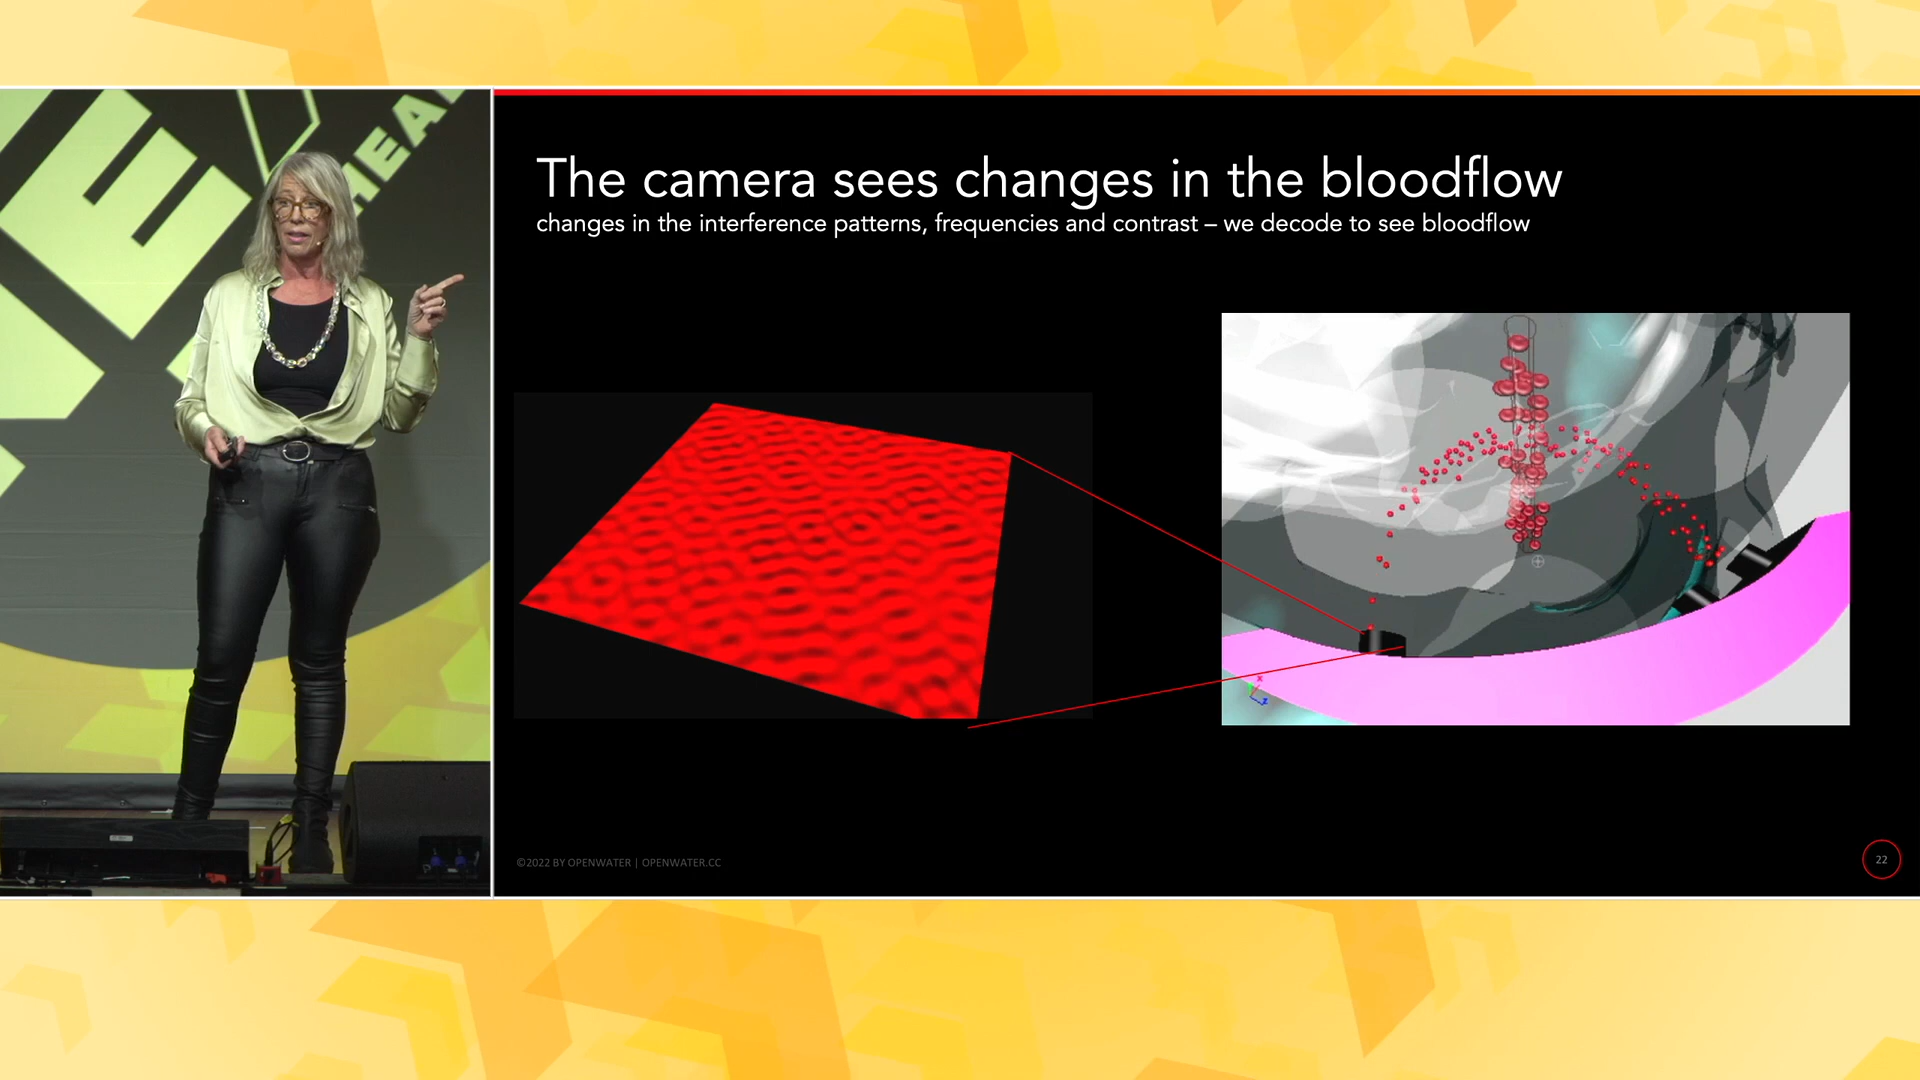 HEA
The camera sees changes in the bloodflow
changes in the interference patterns, frequencies and contrast – we decode to see bloodflow
x
z
©2022 BY OPENWATER | OPENWATER.CC
22